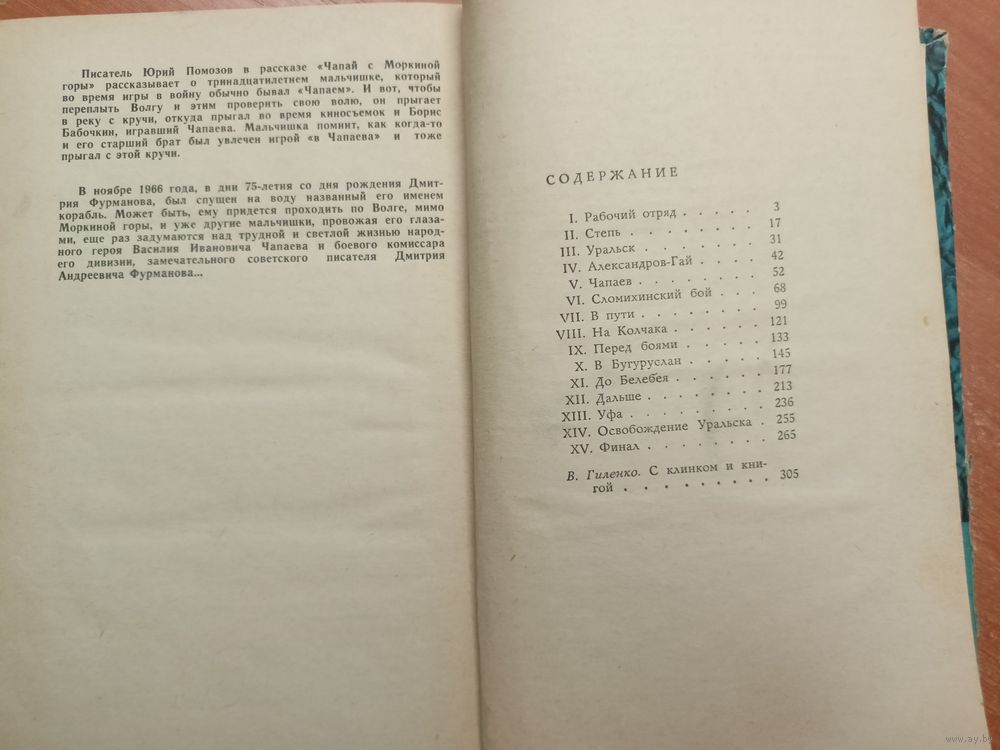 Писатель Юрий Помозов в рассказе «Чапай с Моркиной
горы» рассказывает о тринадцатилетнем мальчишке, который
во время игры в войну обычно бывал «Чапаем». И вот, чтобы
переплыть Волгу и этим проверить свою волю, он прыгает
в реку с кручи, откуда прыгал во время киносъемок и Борис
Бабочкин, игравший Чапаева. Мальчишка помнит, как когда-то
и его старший брат был увлечен игрой «в Чапаева» и тоже
прыгал с этой кручи.
В ноябре 1966 года, в дни 75-летия со дня рождения Дмит-
рия Фурманова, был спущен на воду названный его именем
корабль. Может быть, ему придется проходить по Волге, мимо
Моркиной горы, и уже другие мальчишки, провожая его глаза-
ми, еще раз задумаются над трудной и светлой жизнью народ-
ного героя Василия Ивановича Чапаева и боевого комиссара
его дивизии, замечательного советского писателя Дмитрия
Андреевича Фурманова...
СОДЕРЖАНИЕ
I. Рабочий отряд . . . . . 3
II. Степь . . . . . . . 17
III. Уральск . . . . . . . 31
IV. Александров-Гай . . . . 42
V. Чапаев . . . . . . . 52
VI. Сломихинский бой . . . 68
VII. В пути . . . . . . . 99
VIII. На Колчака . . . . . . 121
IX. Перед боями . . . . . 133
X. В Бугуруслан . . . . . 145
XI. До Белебея . . . . . . 177
XII. Дальше . . . . . . . 213
XIII. Уфа . . . . . . . . 236
XIV. Освобождение Уральска . 255
XV. Финал . . . . . . . 265
В. Гиленко. С клинком и кни-
гой . . . . . . . . . 305
www.ay.by